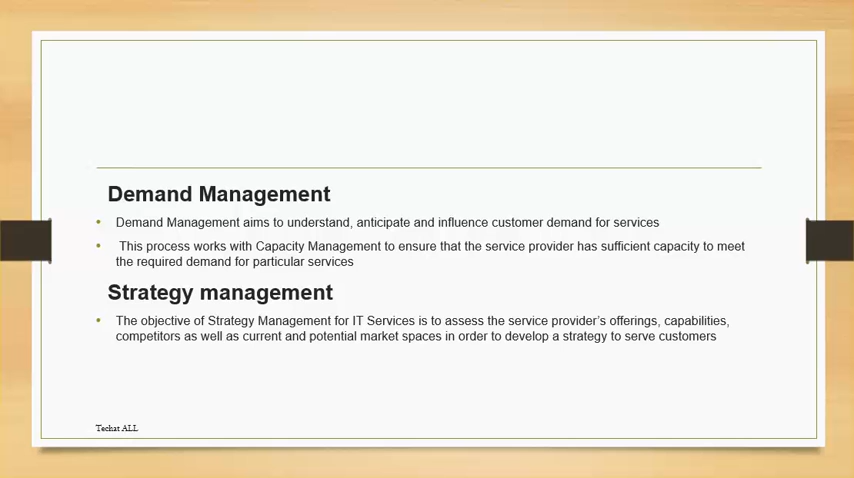 Demand Management
• Demand Management aims to understand, anticipate and influence customer demand for services
• This process works with Capacity Management to ensure that the service provider has sufficient capacity to meet
the required demand for particular services
Strategy management
• The objective of Strategy Management for IT Services is to assess the service provider’s offerings, capabilities,
competitors as well as current and potential market spaces in order to develop a strategy to serve customers
Techat ALL